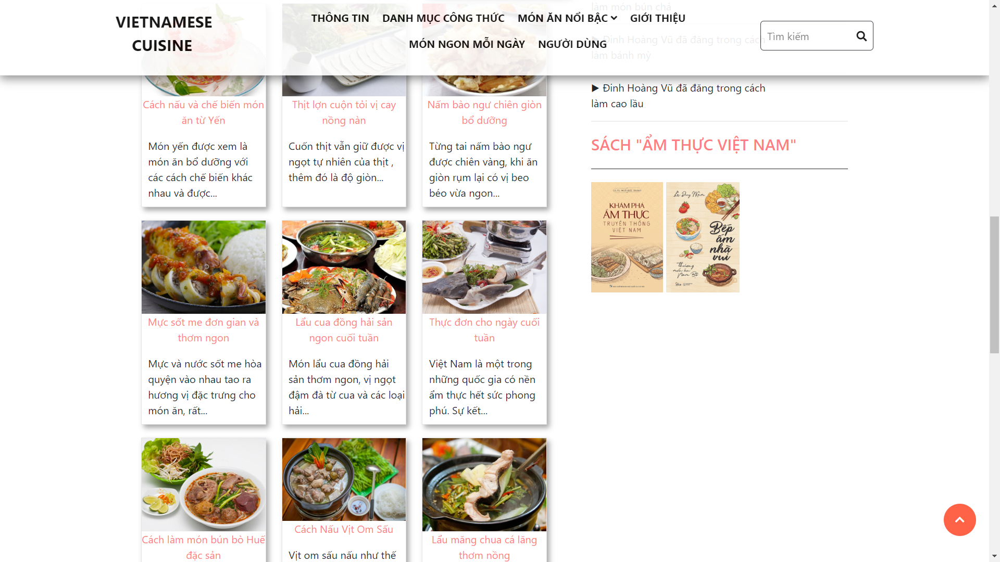 VIETNAMESE
CUISINE
THÔNG TIN
DANH MỤC CÔNG THỨC
MÓN ĂN NỔI BẬC
GIỚI THIỆU
MÓN NGON MỖI NGÀY
NGƯỜI DÙNG
Tìm kiếm
Cách nấu và chế biến món
ăn từ Yến
Món yến được xem là
món ăn bổ dưỡng với
các cách chế biến khác
nhau và được...
Thịt lợn cuộn tỏi vị cay
nồng nàn
Cuốn thịt vẫn giữ được vị
ngọt tự nhiên của thịt ,
thêm đó là độ giòn...
Nấm bào ngư chiên giòn
bổ dưỡng
Từng tai nấm bào ngư
được chiên vàng, khi ăn
giòn rụm lại có vị beo
béo vừa ngon...
Mực sốt me đơn gian và
thơm ngon
Mực và nước sốt me hòa
quyện vào nhau tao ra
hương vị đặc trưng cho
món ăn, rất...
Lẩu cua đồng hải sản
ngon cuối tuần
Món lẩu cua đồng hải
sản thơm ngon, vị ngọt
đậm đà từ cua và các loại
hải...
Thực đơn cho ngày cuối
tuần
Việt Nam là một trong
những quốc gia có nền
ẩm thực hết sức phong
phú. Sự kết...
Cách làm món bún bò Huế
đặc sản
Cách Nấu Vịt Om Sấu
Vịt om sấu nấu như thế
Lẩu măng chua cá lăng
thơm nồng
làm món bún chả
▶ Đinh Hoàng Vũ đã đăng trong cách
làm bánh mỳ
▶ Đinh Hoàng Vũ đã đăng trong cách
làm cao lầu
SÁCH "ẨM THỰC VIỆT NAM"
GS.TS. NGÔ ĐỨC THỊNH
KHÁM PHÁ
ẨM THỰC
TRUYỀN THỐNG
VIỆT NAM
Lê Duy Niệm
Bếp
ấm
nhà
vui
Thương
món ăn
Nam Bộ